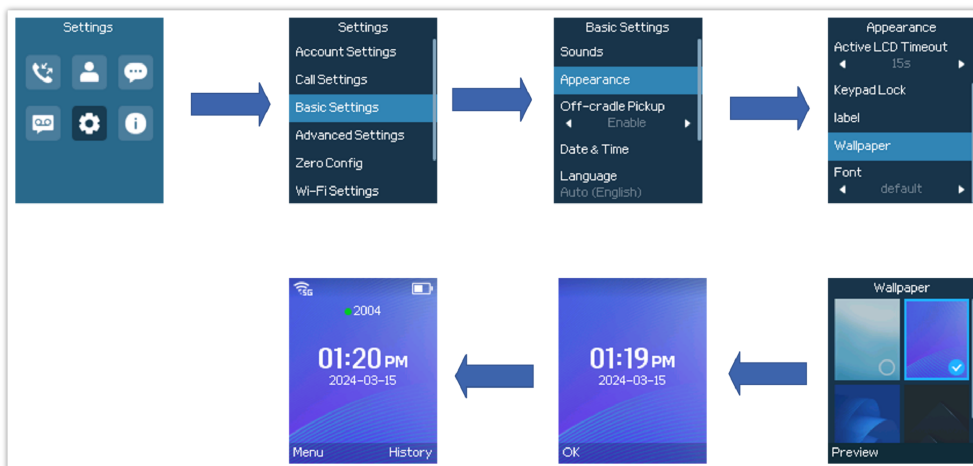 Settings
Settings
Account Settings
Call Settings
Basic Settings
Advanced Settings
Zero Config
Wi-Fi Settings
Basic Settings
Sounds
Appearance
Off-cradle Pickup
Enable
Date & Time
Language
Auto (English)
Appearance
Active LCD Timeout
15s
Keypad Lock
label
Wallpaper
Font
default
5G
2004
01:20 PM
2024-03-15
Menu History
01:19 PM
2024-03-15
OK
Wallpaper
Preview